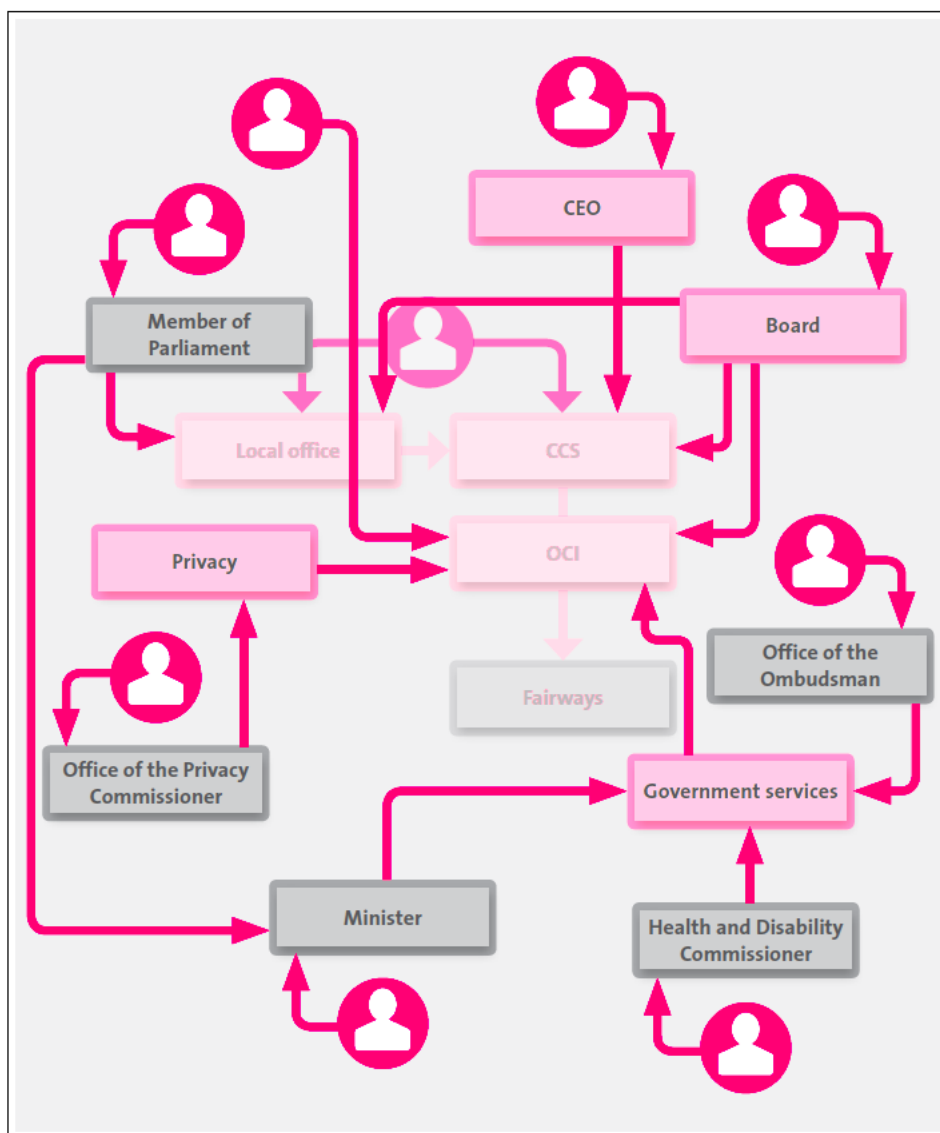 CEO
Member of
Parliament
Board
Local office
CCS
OCI
Privacy
Office of the
Ombudsman
Fairways
Office of the Privacy
Commissioner
Government services
Minister
Health and Disability
Commissioner